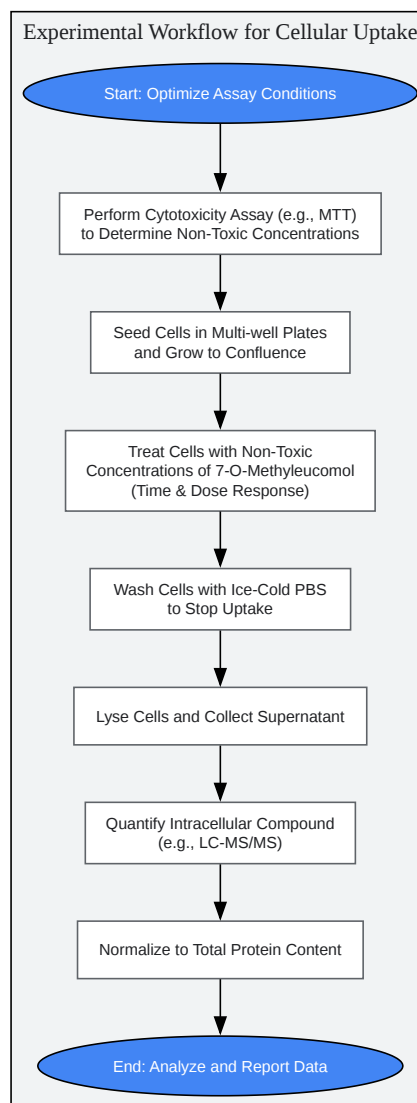 Experimental Workflow for Cellular Uptake
Start: Optimize Assay Conditions
Perform Cytotoxicity Assay (e.g., MTT)
to Determine Non-Toxic Concentrations
Seed Cells in Multi-well Plates
and Grow to Confluence
Treat Cells with Non-Toxic
Concentrations of 7-O-Methyleucomol
(Time & Dose Response)
Wash Cells with Ice-Cold PBS
to Stop Uptake
Lyse Cells and Collect Supernatant
Quantify Intracellular Compound
(e.g., LC-MS/MS)
Normalize to Total Protein Content
End: Analyze and Report Data